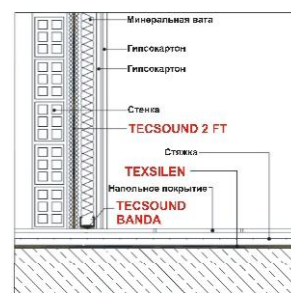 Минеральная вата
Гипсокартон
Гипсокартон
Стенка
TECSOUND 2 FT
Стяжка
TEXSILEN
Напольное покрытие
TECSOUND
BANDA